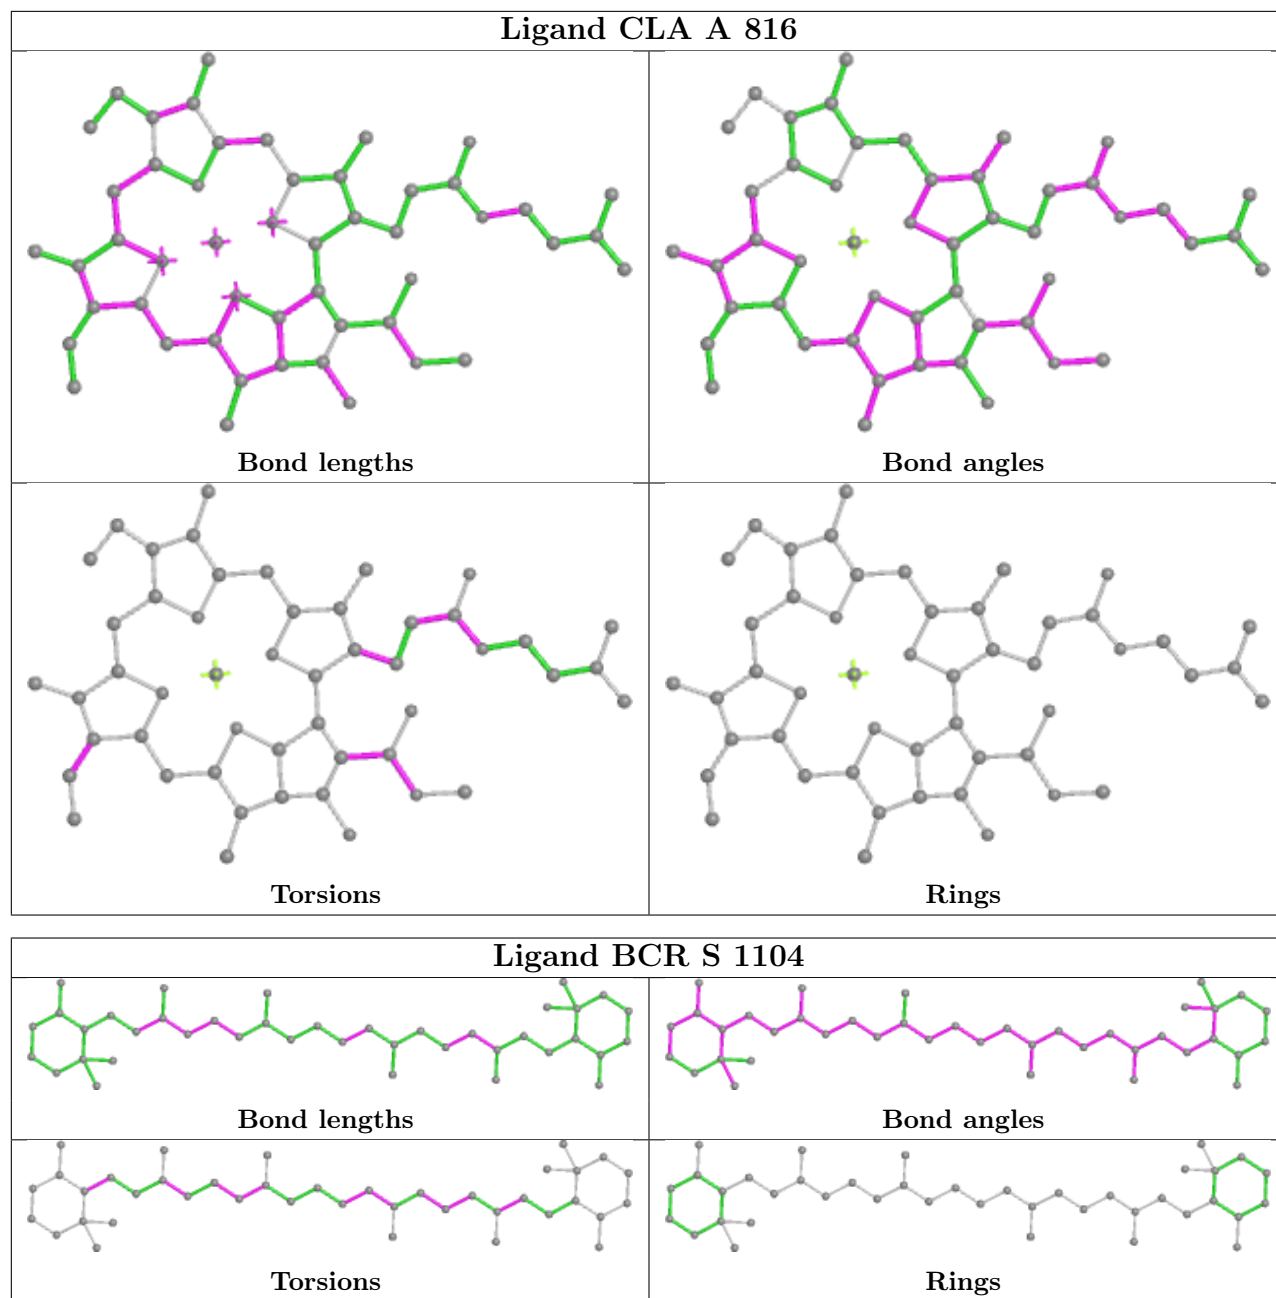 Ligand CLA A 816
Bond lengths
Bond angles
Torsions
Rings
Ligand BCR S 1104
Bond lengths
Bond angles
Torsions
Rings